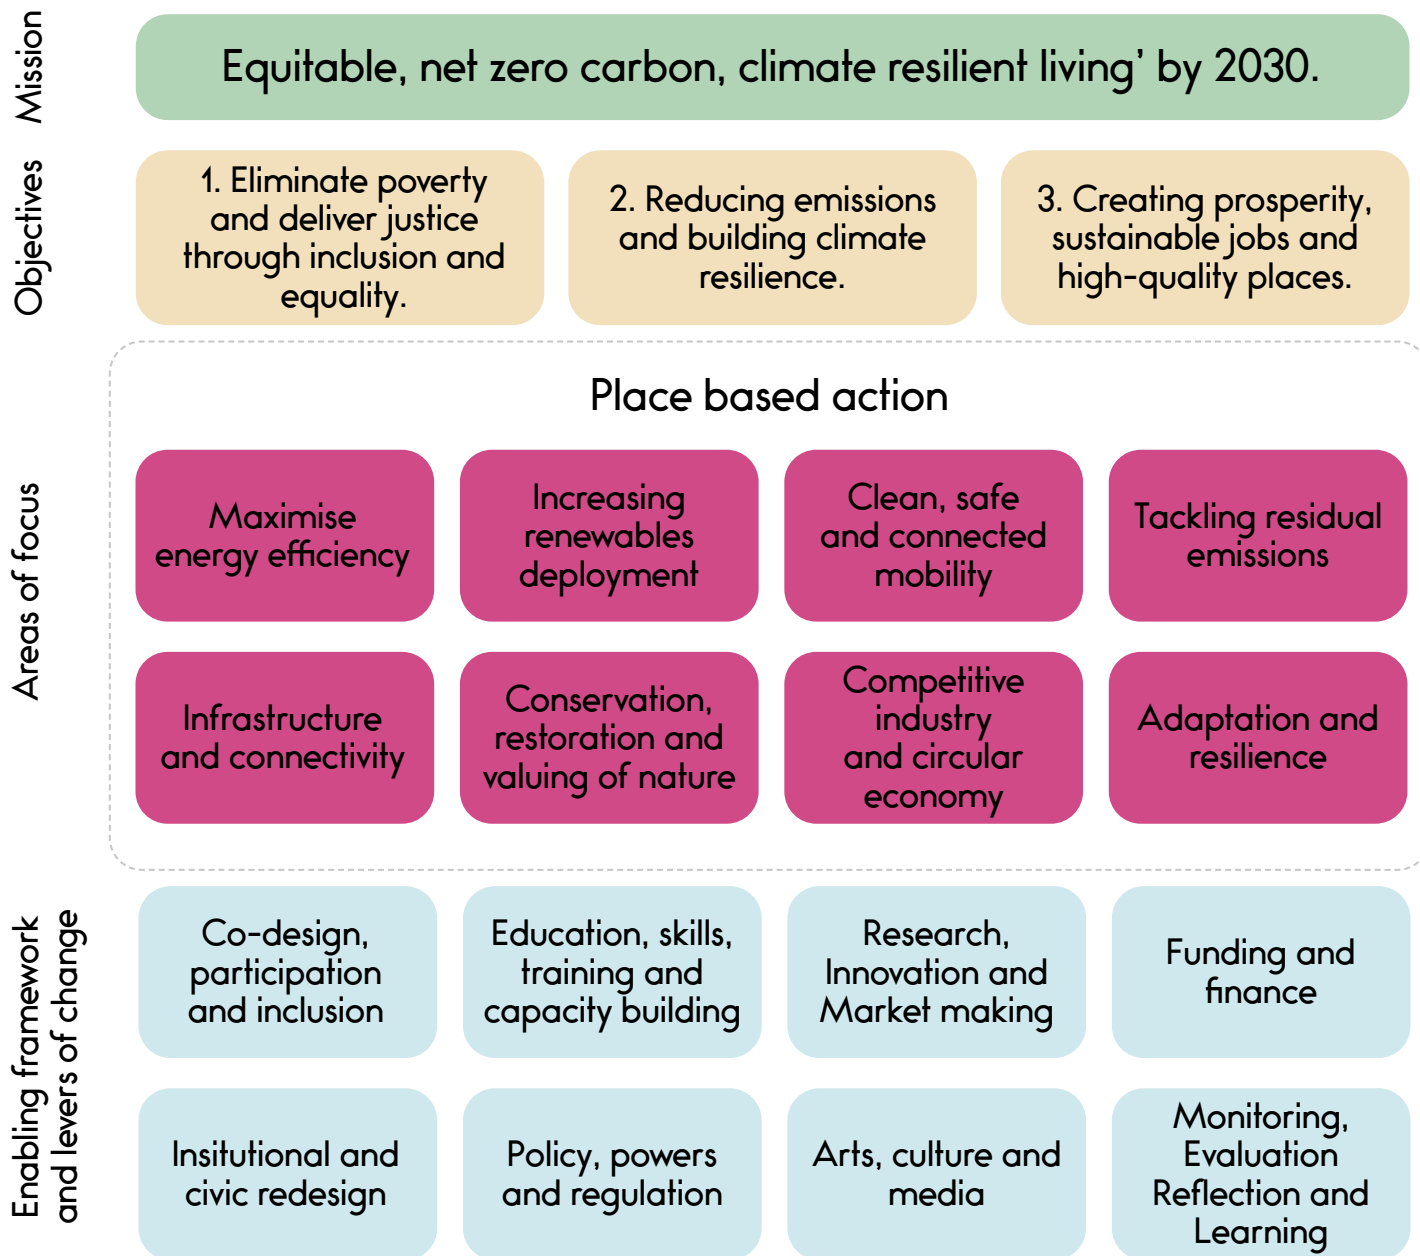 Mission
Equitable, net zero carbon, climate resilient living’ by 2030.
Objectives
1. Eliminate poverty
and deliver justice
through inclusion and
equality.
2. Reducing emissions
and building climate
resilience.
3. Creating prosperity,
sustainable jobs and
high-quality places.
Areas of focus
Place based action
Maximise
energy efficiency
Increasing
renewables
deployment
Clean, safe
and connected
mobility
Tackling residual
emissions
Infrastructure
and connectivity
Conservation,
restoration and
valuing of nature
Competitive
industry
and circular
economy
Adaptation and
resilience
Enabling framework
and levers of change
Co-design,
participation
and inclusion
Education, skills,
training and
capacity building
Research,
Innovation and
Market making
Funding and
finance
Insitutional and
civic redesign
Policy, powers
and regulation
Arts, culture and
media
Monitoring,
Evaluation
Reflection and
Learning